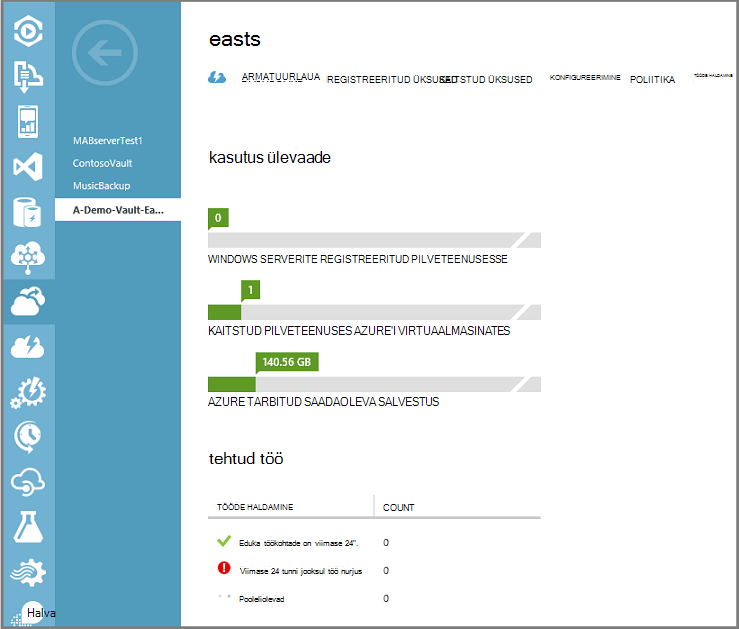 easts
ARMATUURLAUA REGISTREERITUD ÜKSUSED KAITSTUD ÜKSUSED KONFIGUREERIMINE POLIITIKA TÖÖDE HALDAMINE
MABserverTest1
ContosoVault
MusicBackup
A-Demo-Vault-Ea...
kasutus ülevaade
0
WINDOWS SERVERITE REGISTREERITUD PILVETEENUSESSE
1
KAITSTUD PILVETEENUSES AZURE'I VIRTUAALMASINATES
140.56 GB
AZURE TARBITUD SAADAOLEVA SALVESTUS
tehtud töö
TÖÖDE HALDAMINE COUNT
Eduka töökohtade on viimase 24". 0
Viimase 24 tunni jooksul töö nurjus 0
Pooleliolevad 0
Halva